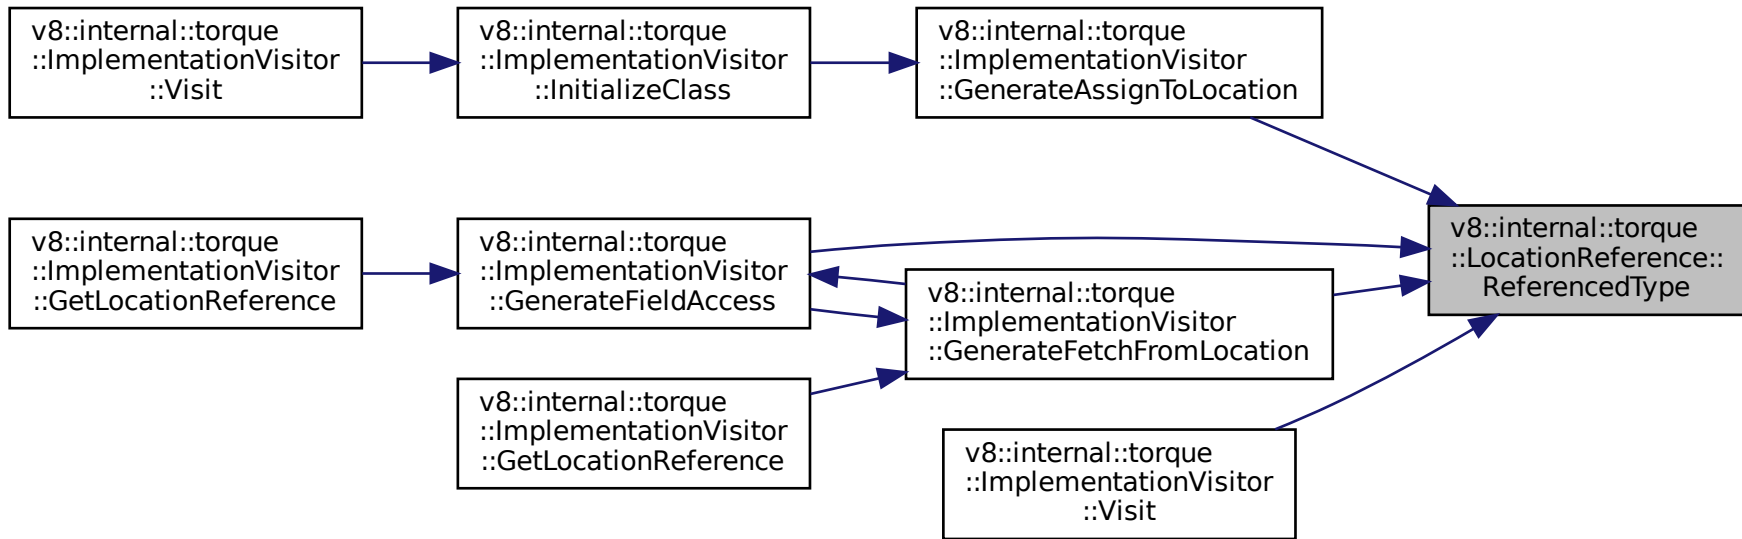 v8::internal::torque
::ImplementationVisitor
::Visit
v8::internal::torque
::ImplementationVisitor
::InitializeClass
v8::internal::torque
::ImplementationVisitor
::GenerateAssignToLocation
v8::internal::torque
::LocationReference::
ReferencedType
v8::internal::torque
::ImplementationVisitor
::GetLocationReference
v8::internal::torque
::ImplementationVisitor
::GenerateFieldAccess
v8::internal::torque
::ImplementationVisitor
::GenerateFetchFromLocation
v8::internal::torque
::ImplementationVisitor
::GetLocationReference
v8::internal::torque
::ImplementationVisitor
::Visit